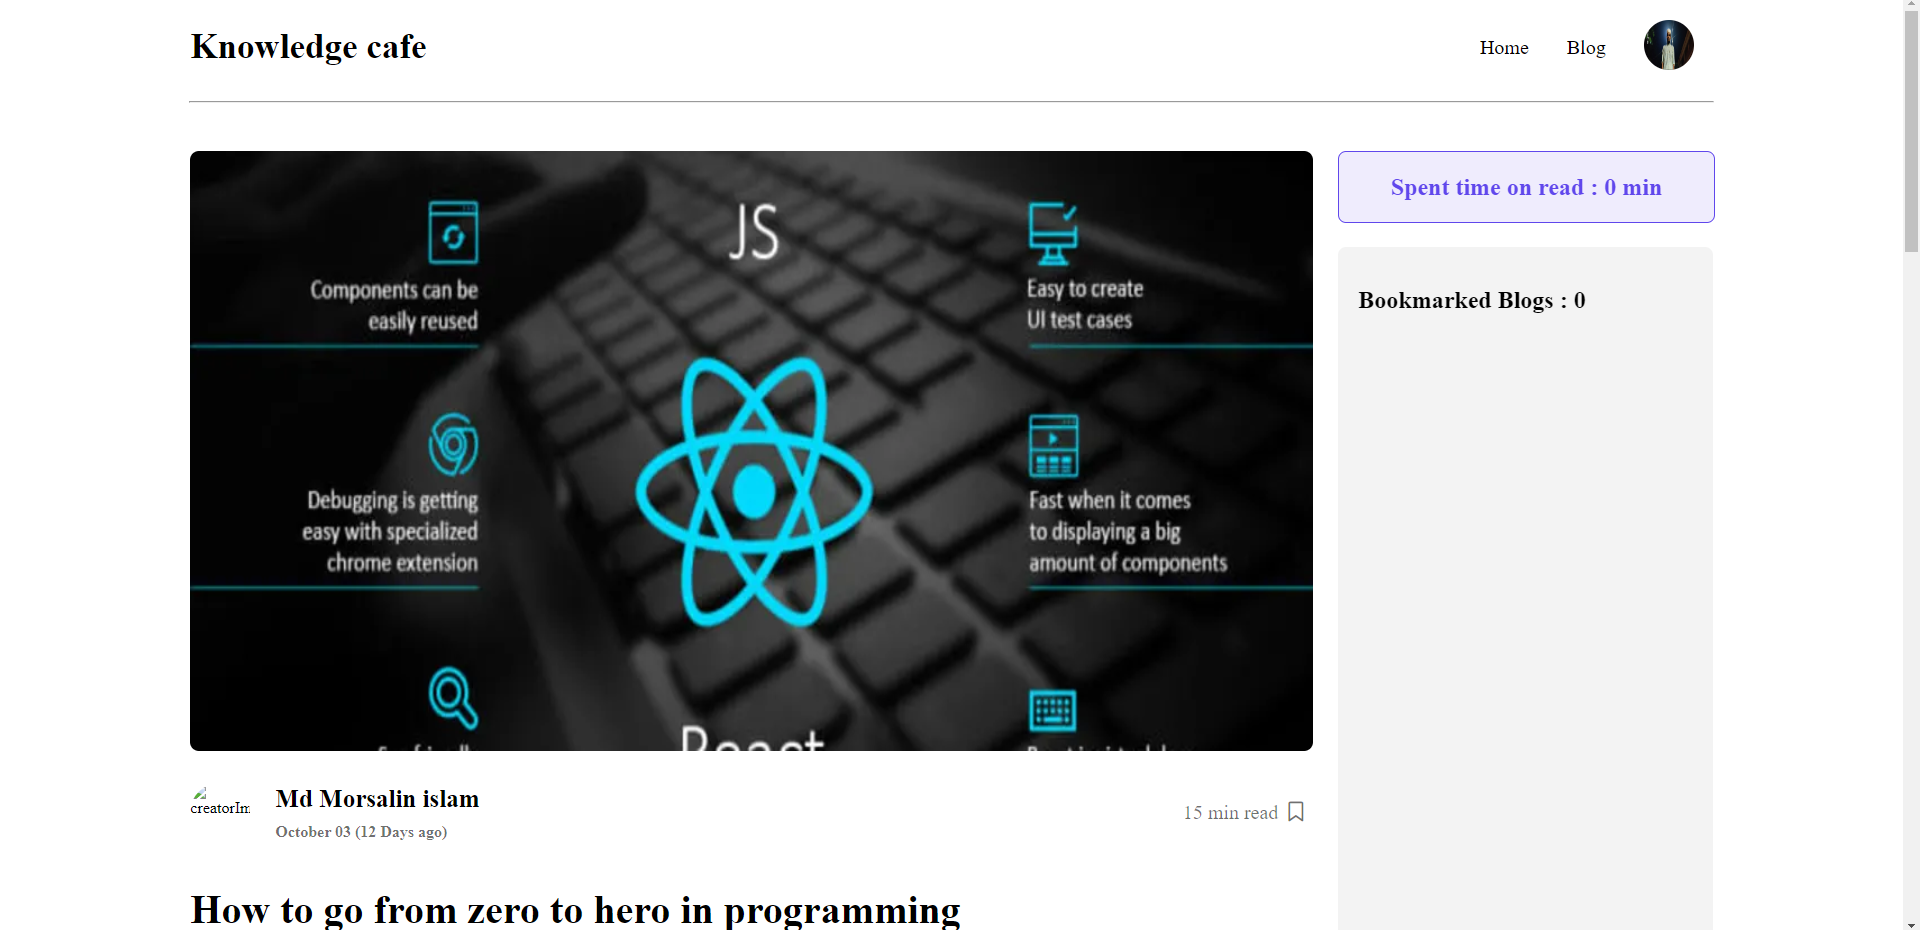 Knowledge cafe
Home
Blog
Spent time on read : 0 min
Bookmarked Blogs : 0
JS
Components can be
easily reused
Easy to create
UI test cases
Debugging is getting
easy with specialized
chrome extension
Fast when it comes
to displaying a big
amount of components
React
creatorIm
Md Morsalin islam
October 03 (12 Days ago)
15 min read
How to go from zero to hero in programming